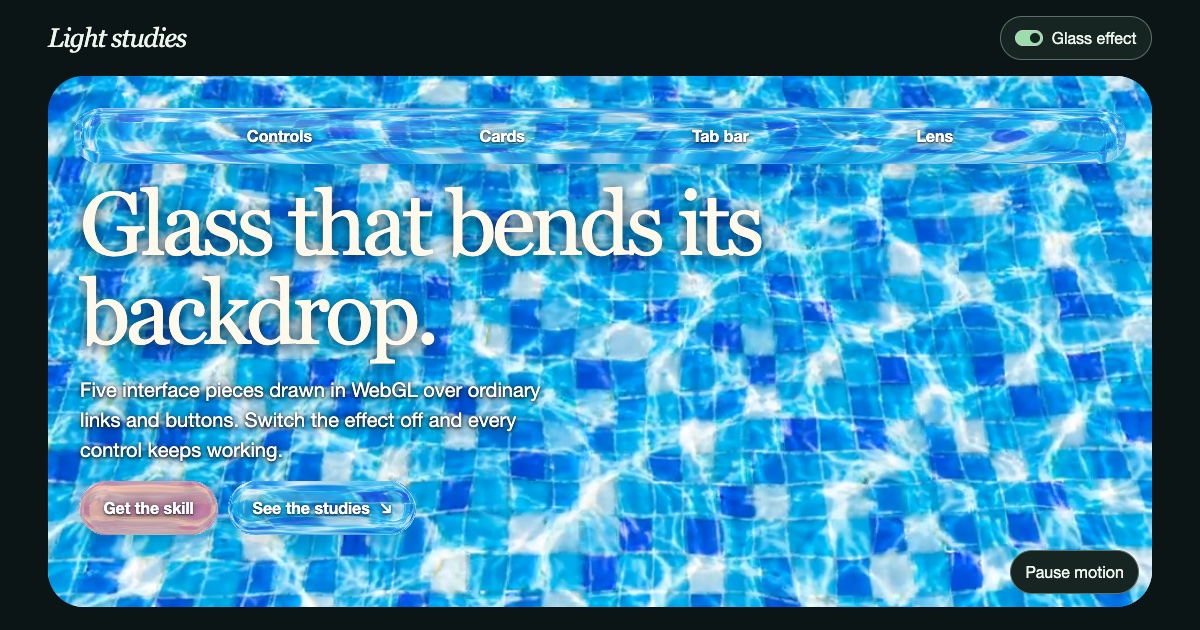 Light studies
Glass effect
Controls
Cards
Tab bar
Lens
Glass that bends its
backdrop.
Five interface pieces drawn in WebGL over ordinary
links and buttons. Switch the effect off and every
control keeps working.
Get the skill
See the studies ↘
Pause motion